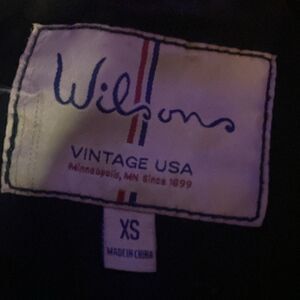 Wilsons
VINTAGE USA
Minneapolis, MN Since 1899
XS
MADE IN CHINA